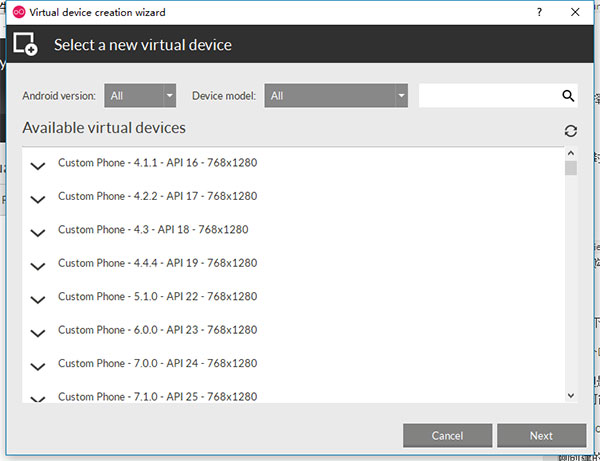 Virtual device creation wizard
Select a new virtual device
Android version: All Device model: All
Available virtual devices
Custom Phone - 4.1.1 - API 16 - 768x1280
Custom Phone - 4.2.2 - API 17 - 768x1280
Custom Phone - 4.3 - API 18 - 768x1280
Custom Phone - 4.4.4 - API 19 - 768x1280
Custom Phone - 5.1.0 - API 22 - 768x1280
Custom Phone - 6.0.0 - API 23 - 768x1280
Custom Phone - 7.0.0 - API 24 - 768x1280
Custom Phone - 7.1.0 - API 25 - 768x1280
Cancel Next